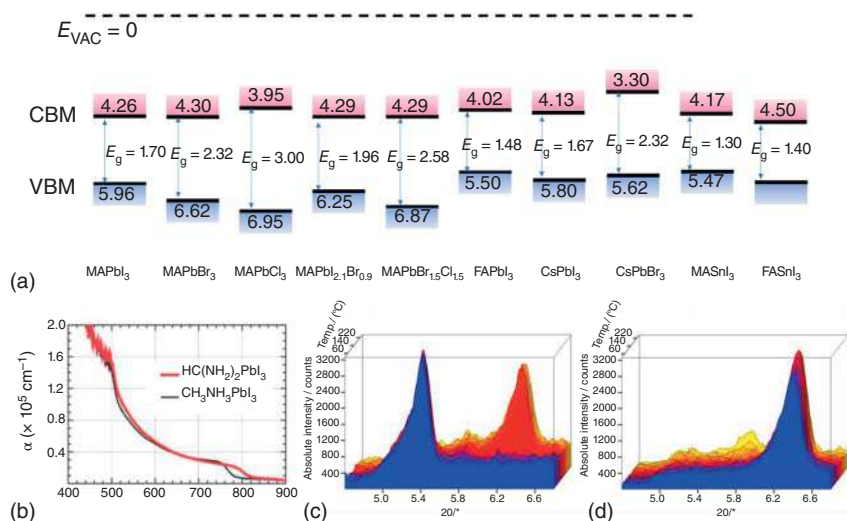 E_VAC = 0
CBM
4.26 4.30 3.95 4.29 4.29 4.02 4.13 3.30 4.17 4.50
E_g = 1.70 E_g = 2.32 E_g = 3.00 E_g = 1.96 E_g = 2.58 E_g = 1.48 E_g = 1.67 E_g = 2.32 E_g = 1.30 E_g = 1.40
VBM
5.96 6.62 6.95 6.25 6.87 5.50 5.80 5.62 5.47
(a)
MAPbI₃ MAPbBr₃ MAPbCl₃ MAPbI₂.₁Br₀.₉ MAPbBr₁.₅Cl₁.₅ FAPbI₃ CsPbI₃ CsPbBr₃ MASnI₃ FASnI₃
2.0
1.6
1.2
0.8
0.4
α (× 10⁵ cm⁻¹)
HC(NH₂)₂PbI₃
CH₃NH₃PbI₃
400 500 600 700 800 900
(b)
Temp./(°C)
220
140
60
Absolute intensity / counts
3200
2800
2400
2000
1600
1200
800
400
5.0 5.4 5.8 6.2 6.6
20/*
(c)
Temp./(°C)
220
140
60
Absolute intensity / counts
3200
2800
2400
2000
1600
1200
800
400
5.0 5.4 5.8 6.2 6.6
20/*
(d)